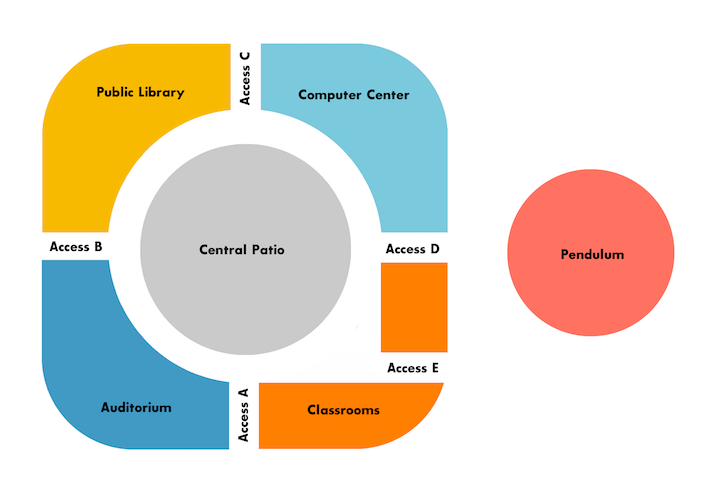 Access C
Public Library
Computer Center
Access B
Central Patio
Access D
Pendulum
Access E
Auditorium
Access A
Classrooms